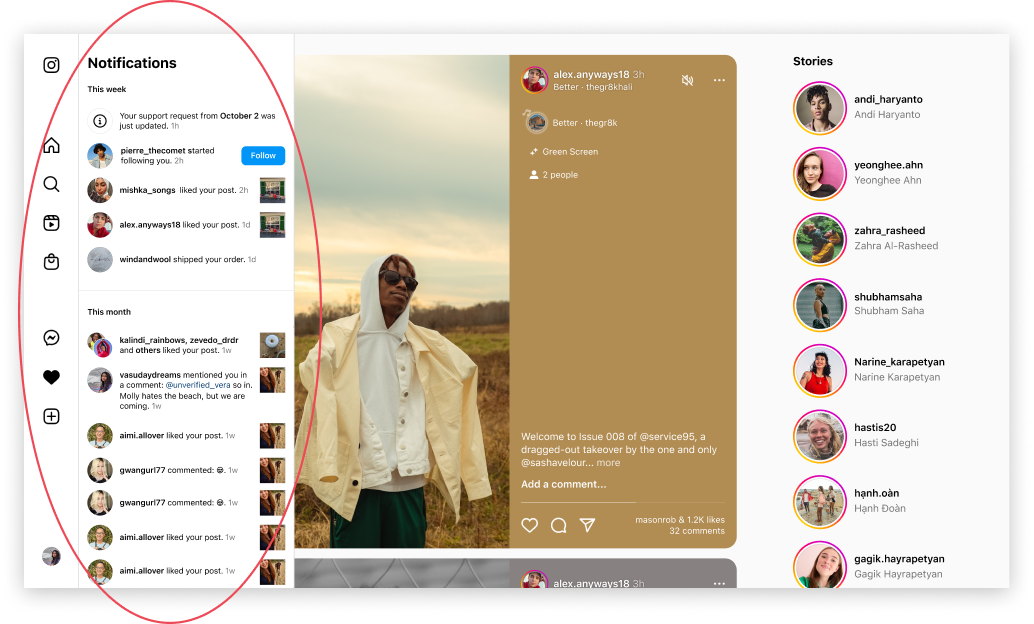 Notifications
This week
Your support request from October 2 was
just updated. 1h
pierre_thecomet started
following you. 2h
Follow
mishka_songs liked your post. 2h
alex.anyways18 liked your post. 1d
windandwool shipped your order. 1d
This month
kalindi_rainbows, zevedo_drdr
and others liked your post. 1w
vasudaydreams mentioned you in
a comment: @unverified_vera so in.
Molly hates the beach, but we are
coming. 1w
aimi.allover liked your post. 1w
gwangurl77 commented: 😁. 1w
gwangurl77 commented: 😁. 1w
aimi.allover liked your post. 1w
aimi.allover liked your post. 1w
alex.anyways18 3h
Better · thegr8khali
Better · thegr8k
Green Screen
2 people
Welcome to Issue 008 of @service95, a
dragged-out takeover by the one and only
@sashavelour... more
Add a comment...
masonrob & 1.2K likes
32 comments
alex.anyways18 3h
Stories
andi_haryanto
Andi Haryanto
yeonghee.ahn
Yeonghee Ahn
zahra_rasheed
Zahra Al-Rasheed
shubhamsaha
Shubham Saha
Narine_karapetyan
Narine Karapetyan
hastis20
Hasti Sadeghi
hạnh.oàn
Hạnh Đoàn
gagik.hayrapetyan
Gagik Hayrapetyan